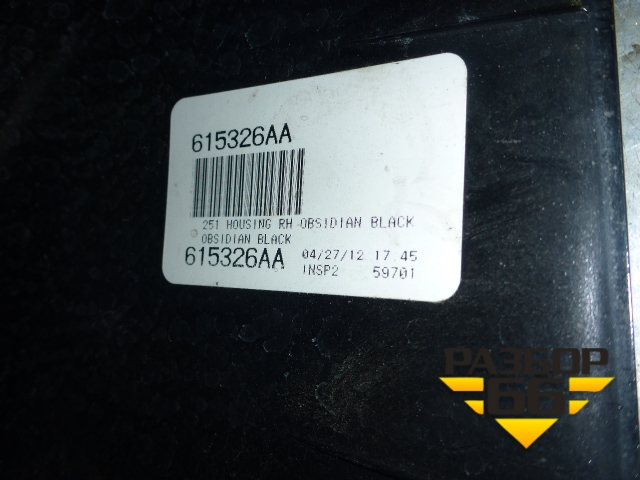 615326AA
251 HOUSING RH OBSIDIAN BLACK
OBSIDIAN BLACK
615326AA 04/27/12 17.45
INSP2 59701
РАЗБОР
66